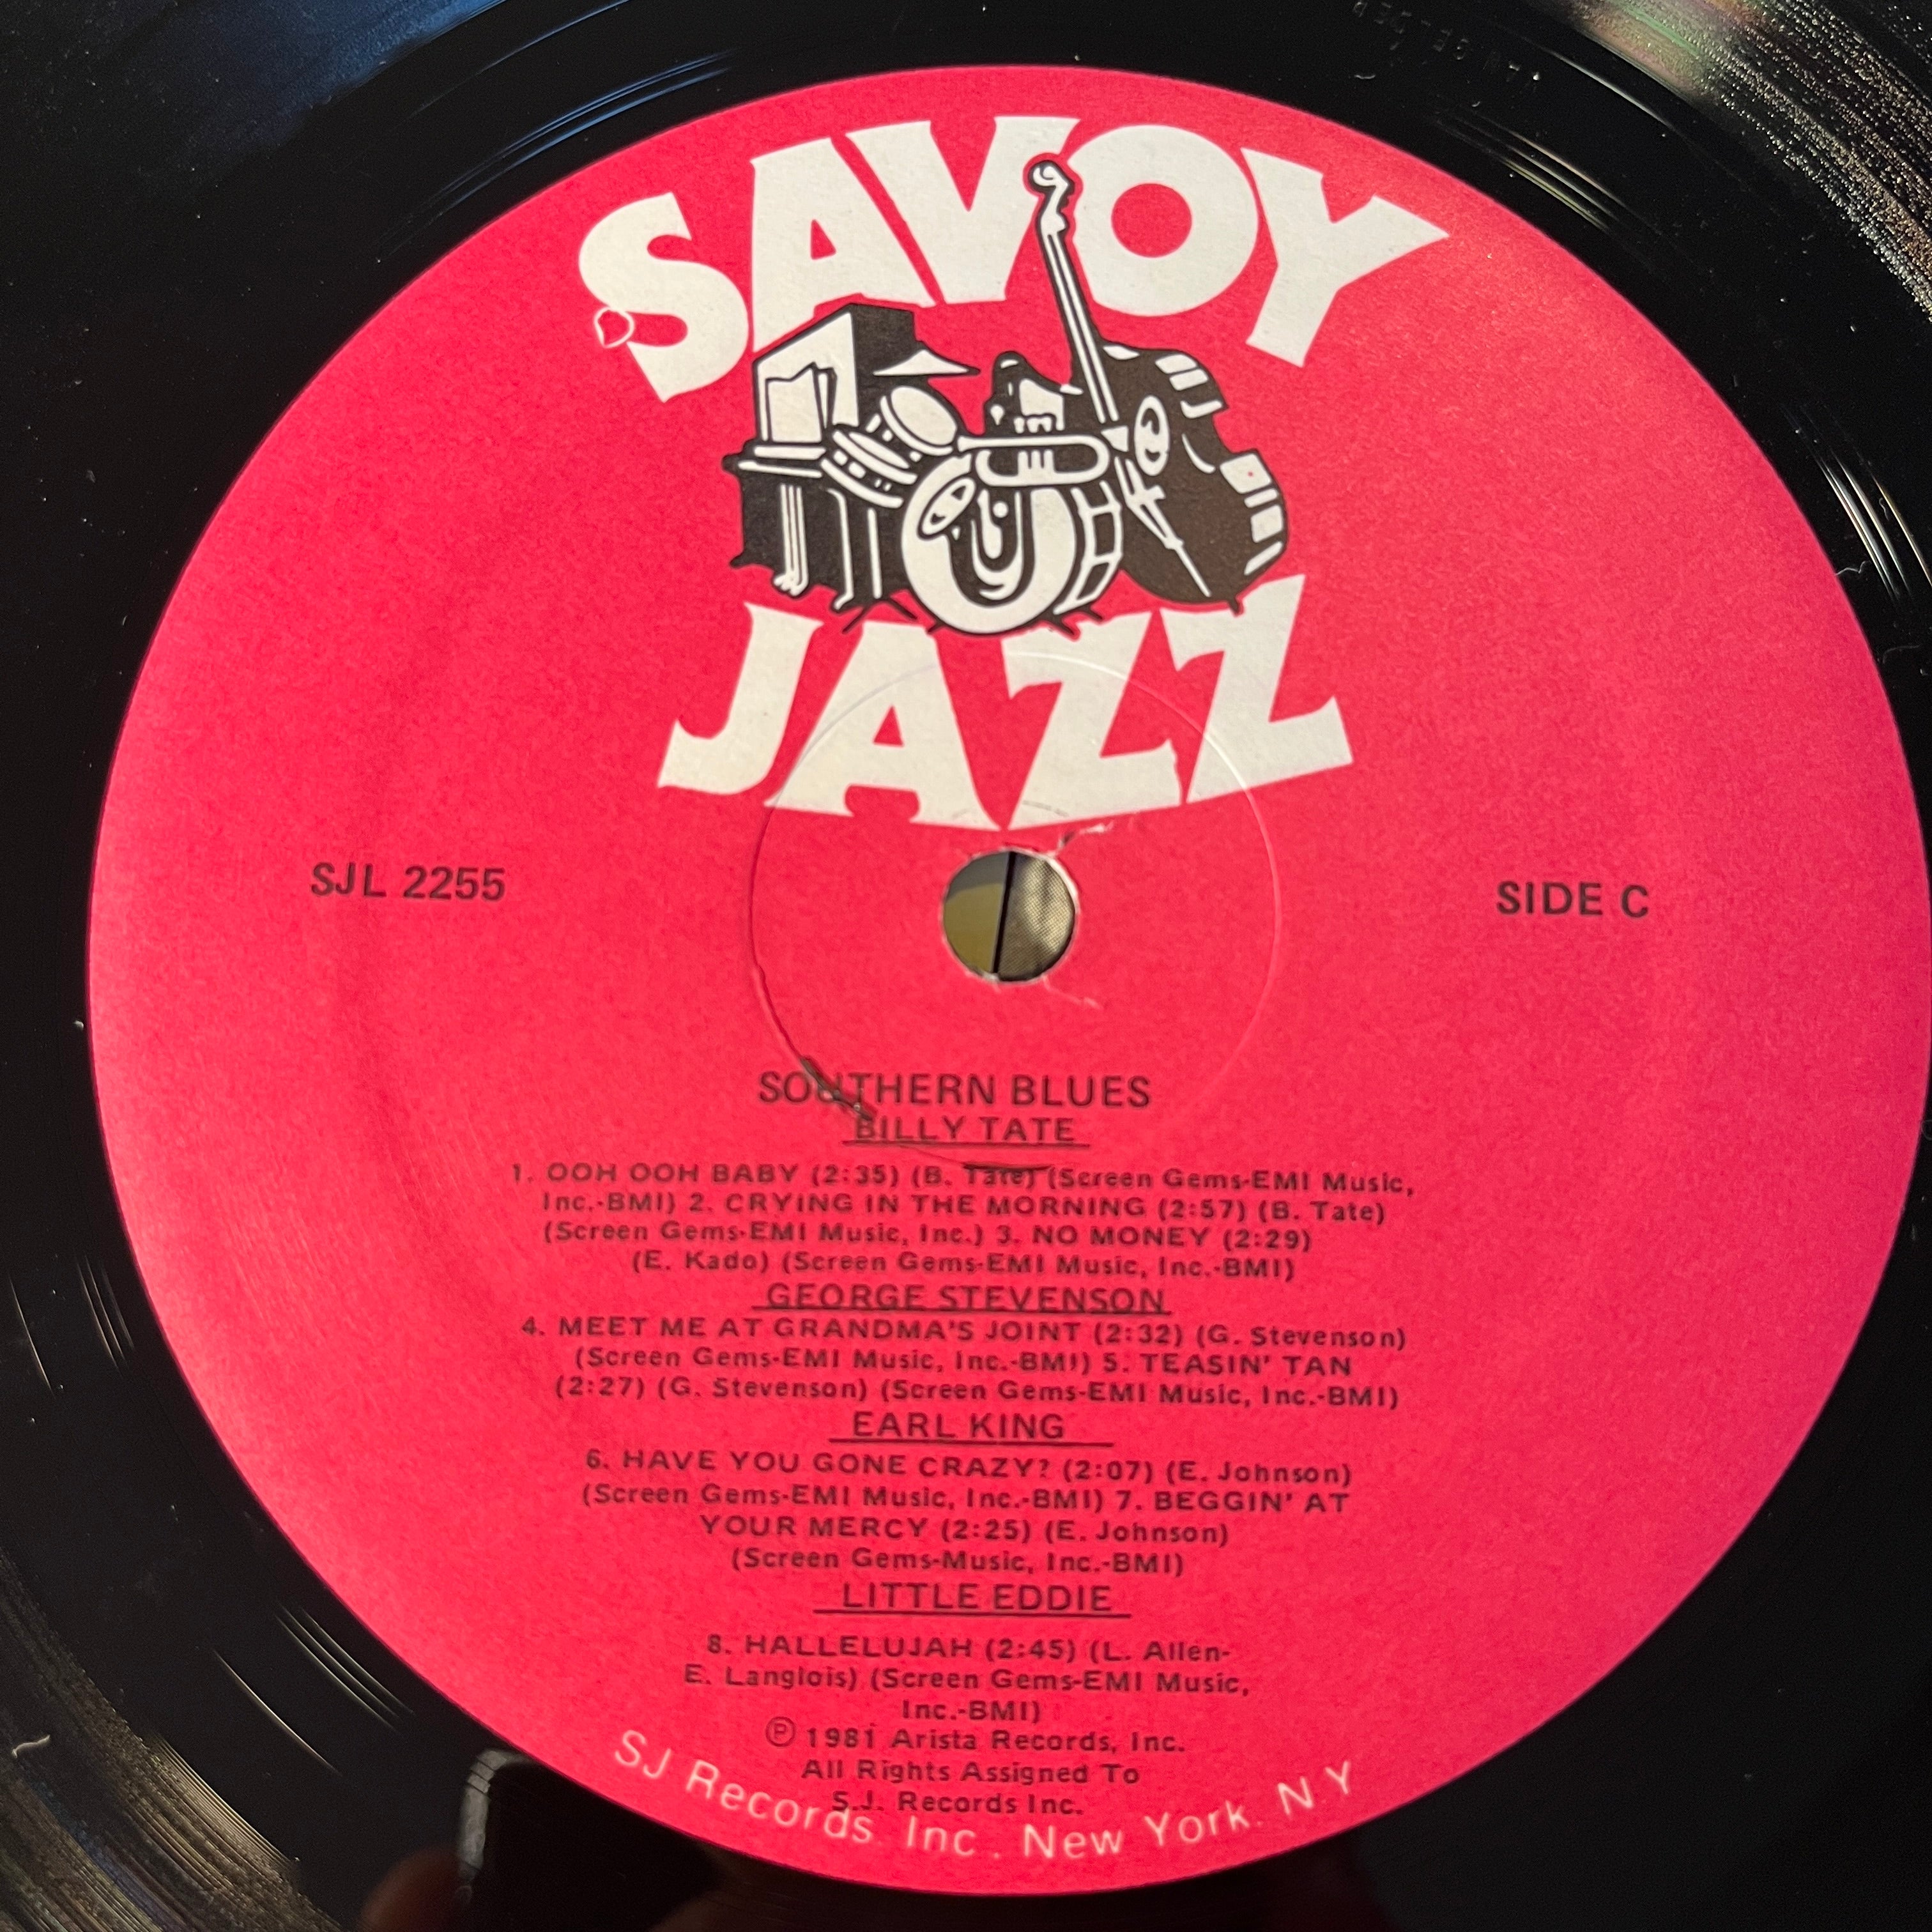 SAVOY
JAZZ
SJL 2255
SIDE C
SOUTHERN BLUES
BILLY TATE
1. OOH OOH BABY (2:35) (B. Tate) (Screen Gems-EMI Music,
Inc.-BMI) 2. CRYING IN THE MORNING (2:57) (B. Tate)
(Screen Gems-EMI Music, Inc.) 3. NO MONEY (2:29)
(E. Kado) (Screen Gems-EMI Music, Inc.-BMI)
GEORGE STEVENSON
4. MEET ME AT GRANDMA'S JOINT (2:32) (G. Stevenson)
(Screen Gems-EMI Music, Inc.-BMI) 5. TEASIN' TAN
(2:27) (G. Stevenson) (Screen Gems-EMI Music, Inc.-BMI)
EARL KING
6. HAVE YOU GONE CRAZY? (2:07) (E. Johnson)
(Screen Gems-EMI Music, Inc.-BMI) 7. BEGGIN' AT
YOUR MERCY (2:25) (E. Johnson)
(Screen Gems-Music, Inc.-BMI)
LITTLE EDDIE
8. HALLELUJAH (2:45) (L. Allen-
E. Langlois) (Screen Gems-EMI Music,
Inc.-BMI)
℗ 1981 Arista Records, Inc.
All Rights Assigned To
S.J. Records Inc.
SJ Records Inc. New York. N Y